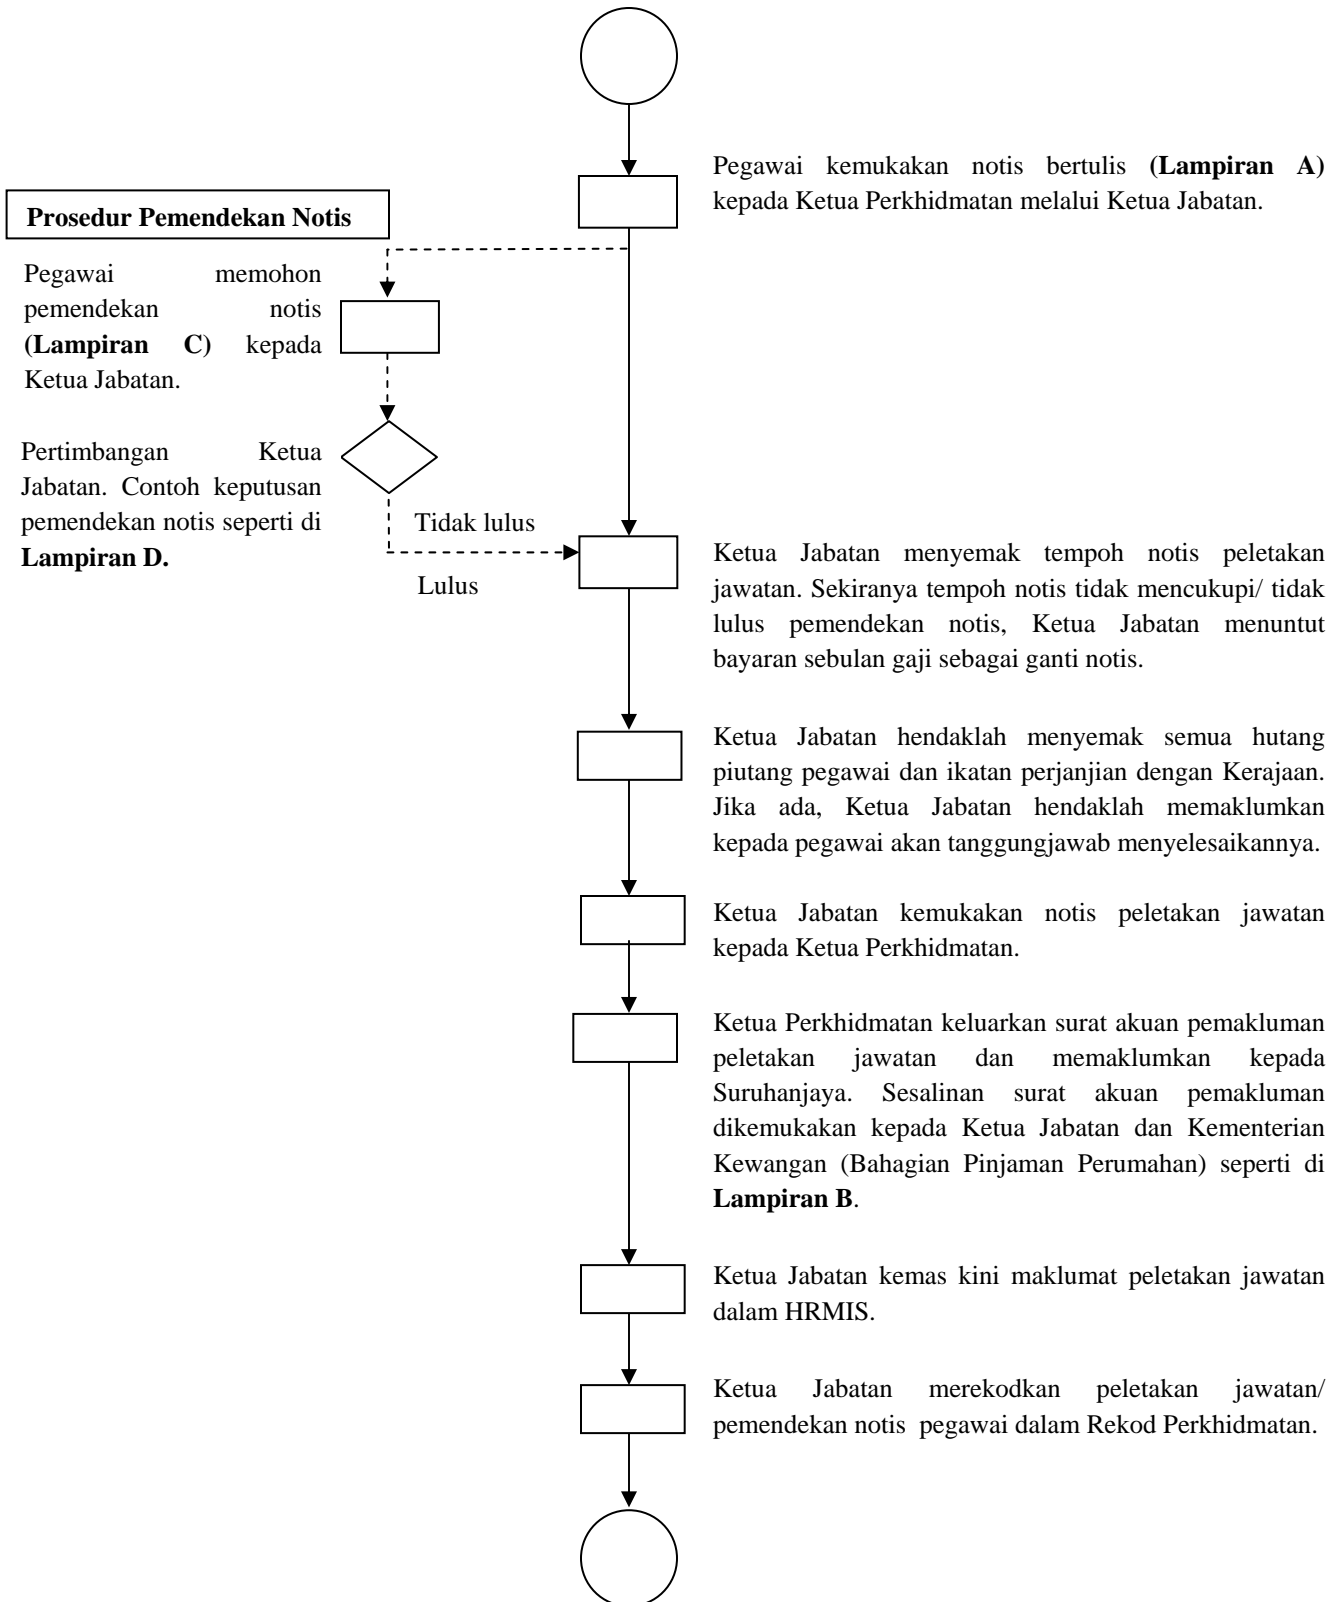 Pegawai kemukakan notis bertulis (Lampiran A)
kepada Ketua Perkhidmatan melalui Ketua Jabatan.
Prosedur Pemendekan Notis
Pegawai memohon
pemendekan notis
(Lampiran C) kepada
Ketua Jabatan.
Pertimbangan Ketua
Jabatan. Contoh keputusan
pemendekan notis seperti di
Lampiran D.
Tidak lulus
Lulus
Ketua Jabatan menyemak tempoh notis peletakan
jawatan. Sekiranya tempoh notis tidak mencukupi/ tidak
lulus pemendekan notis, Ketua Jabatan menuntut
bayaran sebulan gaji sebagai ganti notis.
Ketua Jabatan hendaklah menyemak semua hutang
piutang pegawai dan ikatan perjanjian dengan Kerajaan.
Jika ada, Ketua Jabatan hendaklah memaklumkan
kepada pegawai akan tanggungjawab menyelesaikannya.
Ketua Jabatan kemukakan notis peletakan jawatan
kepada Ketua Perkhidmatan.
Ketua Perkhidmatan keluarkan surat akuan pemakluman
peletakan jawatan dan memaklumkan kepada
Suruhanjaya. Sesalinan surat akuan pemakluman
dikemukakan kepada Ketua Jabatan dan Kementerian
Kewangan (Bahagian Pinjaman Perumahan) seperti di
Lampiran B.
Ketua Jabatan kemas kini maklumat peletakan jawatan
dalam HRMIS.
Ketua Jabatan merekodkan peletakan jawatan/
pemendekan notis pegawai dalam Rekod Perkhidmatan.